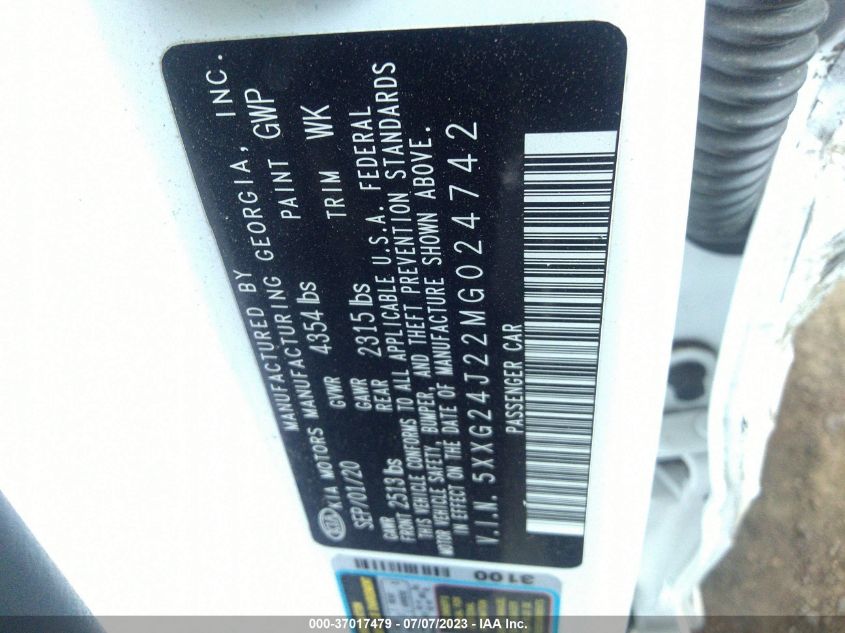 KIA
MANUFACTURED BY
KIA MOTORS MANUFACTURING GEORGIA, INC.
SEP/01/20 GVWR 4354 lbs PAINT GWP
GAWR FRONT 2513 lbs GAWR REAR 2315 lbs TRIM WK
THIS VEHICLE CONFORMS TO ALL APPLICABLE U.S.A. FEDERAL
MOTOR VEHICLE SAFETY, BUMPER, AND THEFT PREVENTION STANDARDS
IN EFFECT ON THE DATE OF MANUFACTURE SHOWN ABOVE.
V.I.N. 5XXG24J22MG024742
PASSENGER CAR
3100
000-37017479 - 07/07/2023 - © IAA Inc.